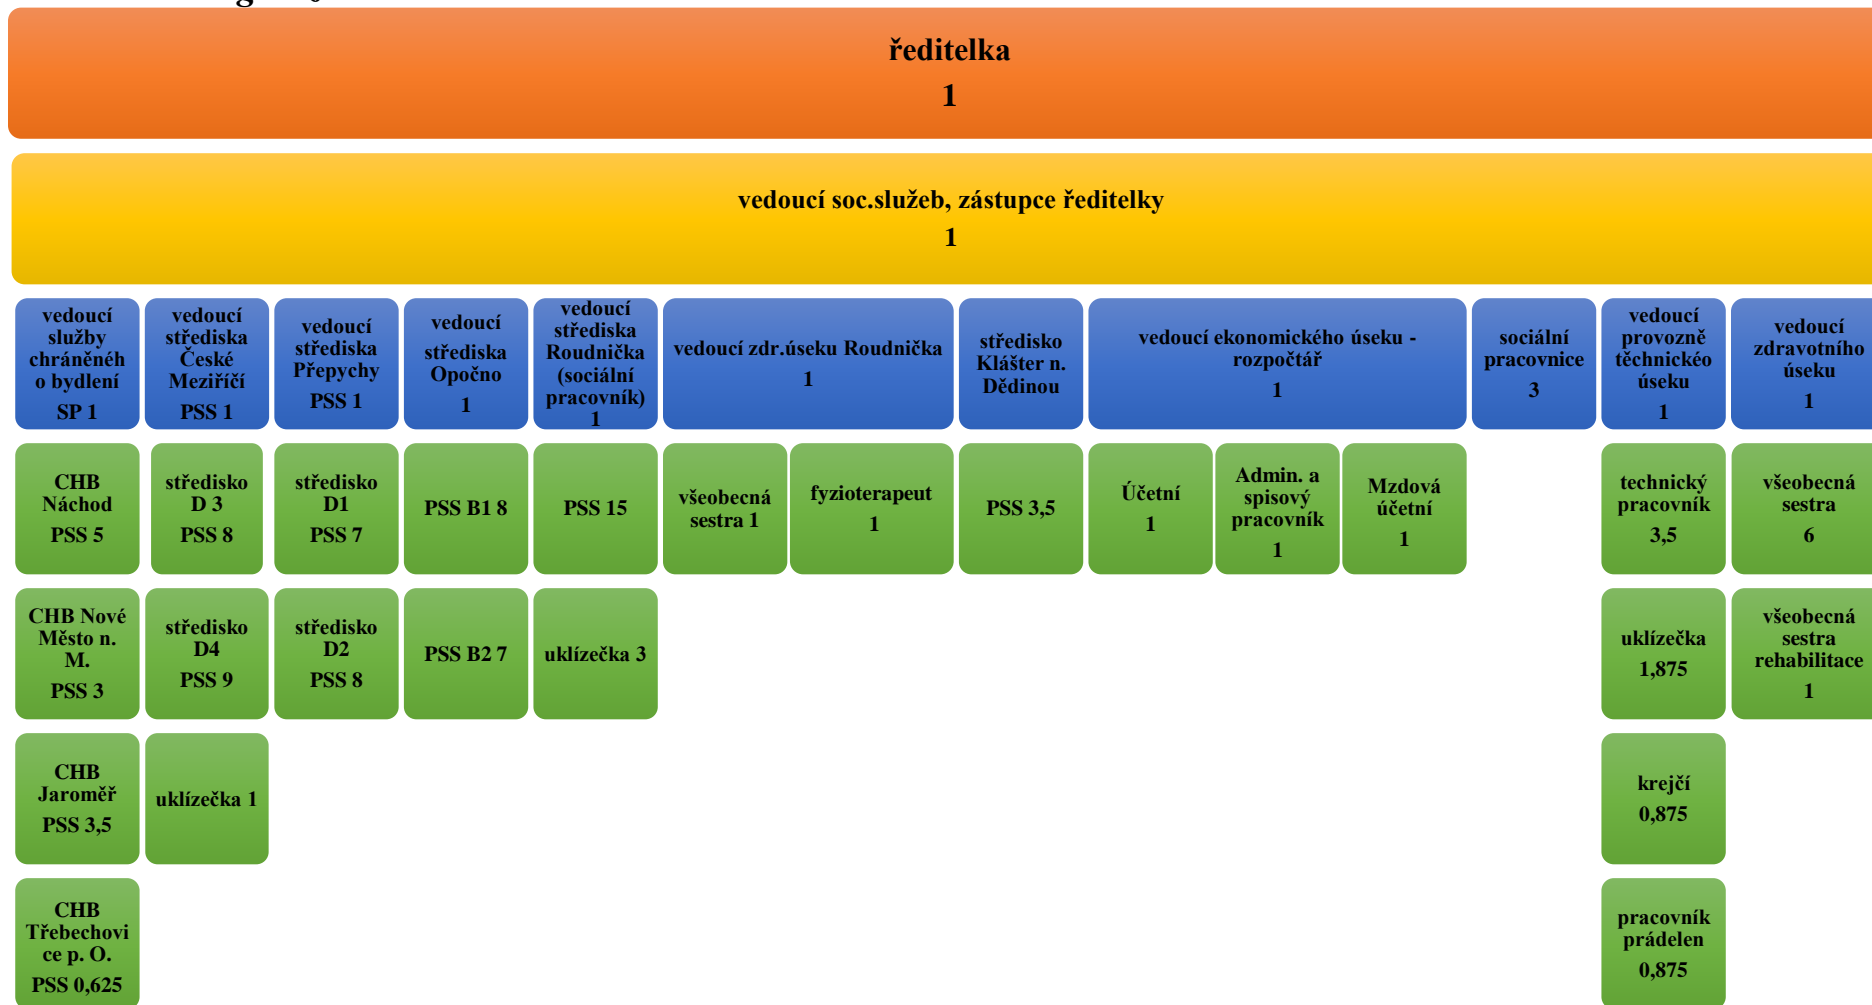 ředitelka
1
vedoucí soc.služeb, zástupce ředitelky
1
vedoucí
služby
chráněnéh
o bydlení
SP 1
vedoucí
střediska
České
Meziříčí
PSS 1
vedoucí
střediska
Přepychy
PSS 1
vedoucí
střediska
Opočno
1
vedoucí
střediska
Roudnička
(sociální
pracovník)
1
vedoucí zdr.úseku Roudnička
1
středisko
Klášter n.
Dědinou
vedoucí ekonomického úseku -
rozpočtář
1
sociální
pracovnice
3
vedoucí
provozně
těchnickéo
úseku
1
vedoucí
zdravotního
úseku
1
CHB
Náchod
PSS 5
středisko
D 3
PSS 8
středisko
D1
PSS 7
PSS B1 8
PSS 15
všeobecná
sestra 1
fyzioterapeut
1
PSS 3,5
Účetní
1
Admin. a
spisový
pracovník
1
Mzdová
účetní
1
technický
pracovník
3,5
všeobecná
sestra
6
CHB Nové
Město n.
M.
PSS 3
středisko
D4
PSS 9
středisko
D2
PSS 8
PSS B2 7
uklízečka 3
uklízečka
1,875
všeobecná
sestra
rehabilitace
1
CHB
Jaroměř
PSS 3,5
uklízečka 1
krejčí
0,875
CHB
Třebechovi
ce p. O.
PSS 0,625
pracovník
prádelen
0,875